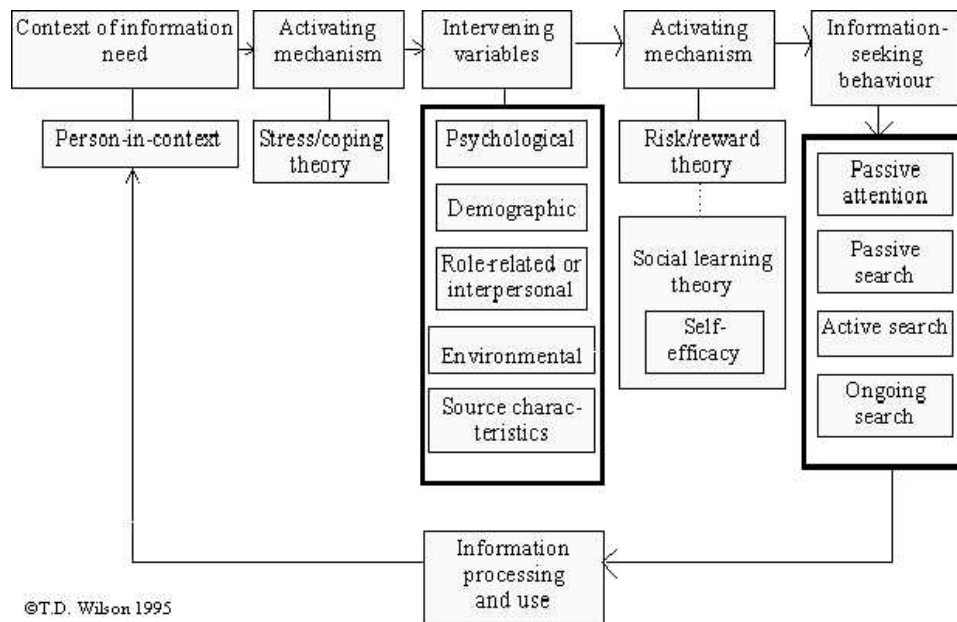 Context of information
need
Activating
mechanism
Intervening
variables
Activating
mechanism
Information-
seeking
behaviour
Person-in-context
Stress/coping
theory
Psychological
Demographic
Role-related or
interpersonal
Environmental
Source charac-
teristics
Risk/reward
theory
Social learning
theory
Self-
efficacy
Passive
attention
Passive
search
Active search
Ongoing
search
Information
processing
and use
©T.D. Wilson 1995